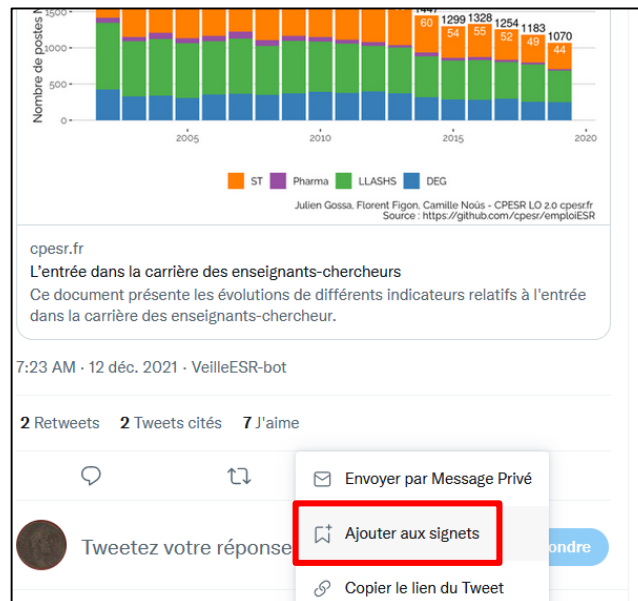 1500
1447
60
1299
54
1328
55
1254
52
1183
49
1070
44
1000
500
0
2005
2010
2015
2020
ST Pharma LLASHS DEG
Julien Gossa, Florent Figon, Camille Noûs - CPESR LO 2.0 cpesr.fr
Source : https://github.com/cpesr/emploiESR
cpesr.fr
L'entrée dans la carrière des enseignants-chercheurs
Ce document présente les évolutions de différents indicateurs relatifs à l'entrée
dans la carrière des enseignants-chercheur.
7:23 AM · 12 déc. 2021 · VeilleESR-bot
2 Retweets 2 Tweets cités 7 J'aime
Envoyer par Message Privé
Ajouter aux signets
Tweetez votre réponse
ondre
Copier le lien du Tweet